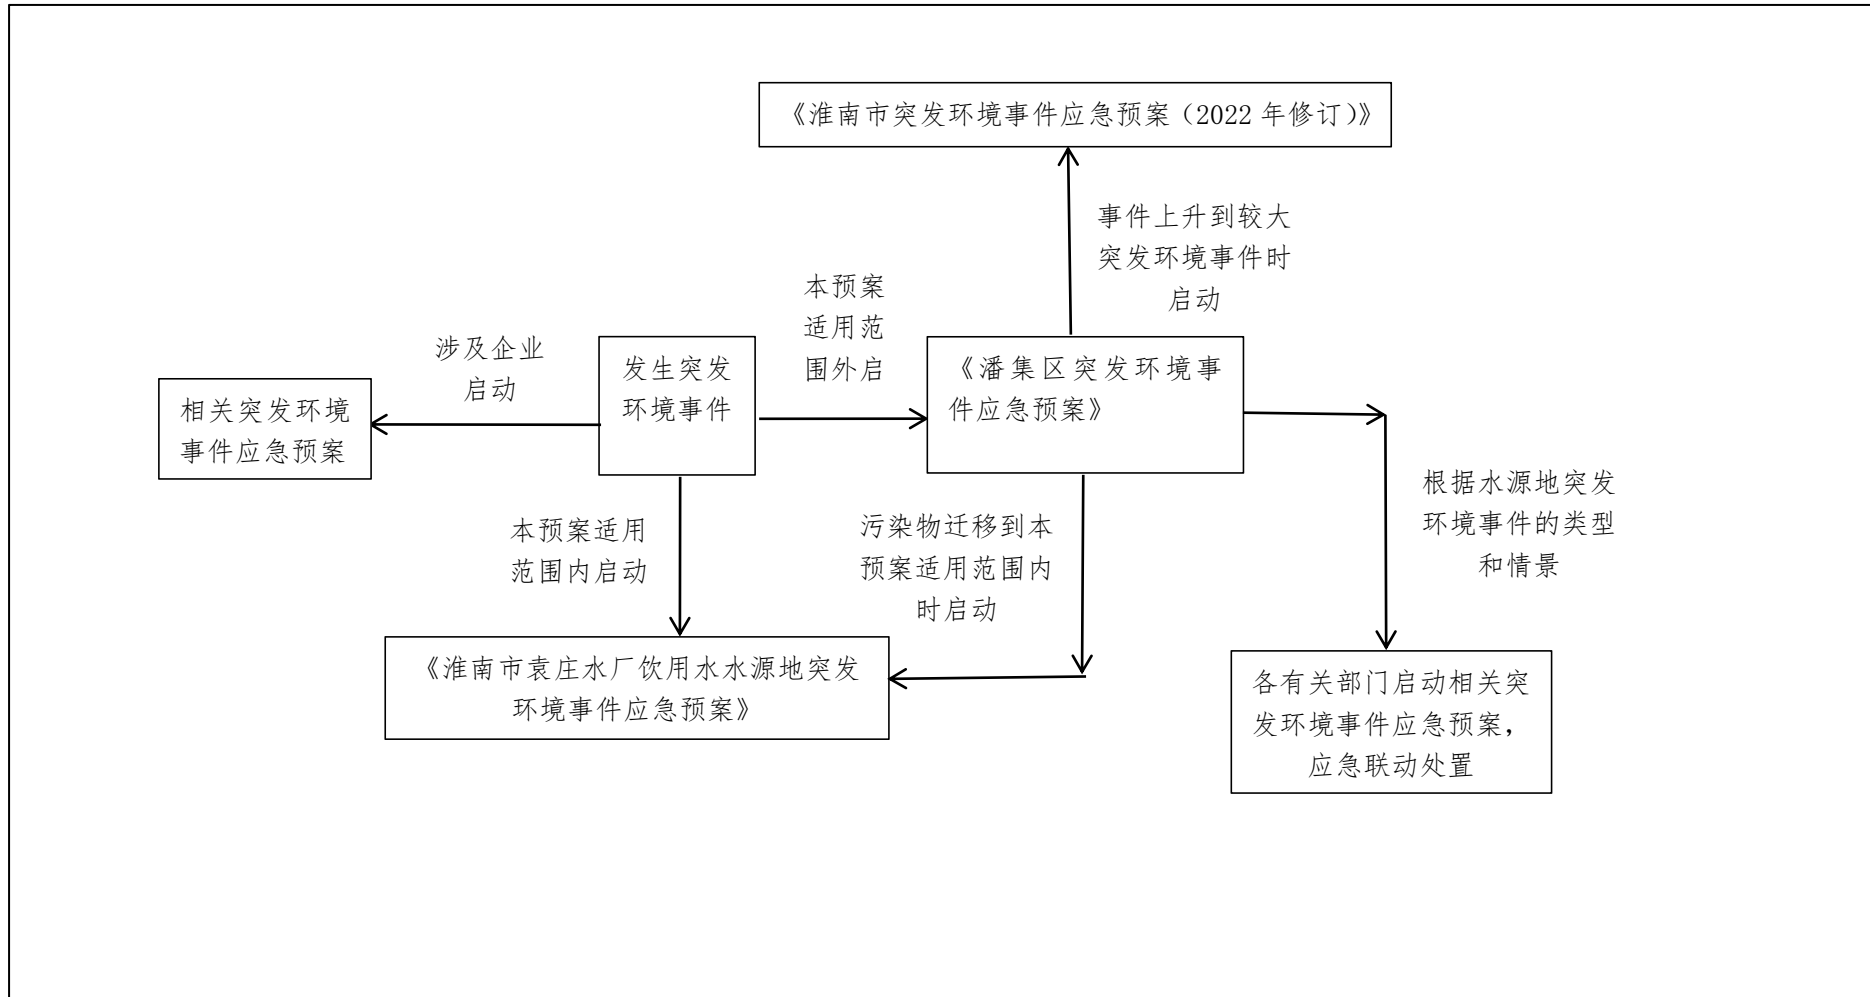 《淮南市突发环境事件应急预案（2022 年修订）》
事件上升到较大
突发环境事件时
启动
本预案
适用范
围外启
涉及企业
启动
发生突发
环境事件
《潘集区突发环境事
件应急预案》
相关突发环境
事件应急预案
根据水源地突发
环境事件的类型
和情景
本预案适用
范围内启动
污染物迁移到本
预案适用范围内
时启动
《淮南市袁庄水厂饮用水水源地突发
环境事件应急预案》
各有关部门启动相关突
发环境事件应急预案，
应急联动处置